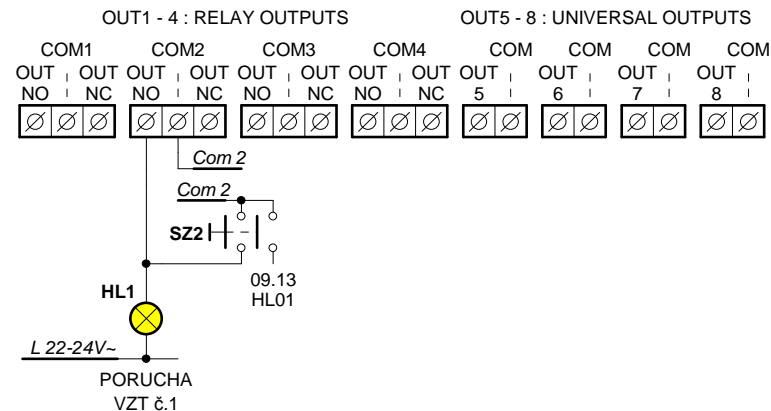 OUT1 - 4 : RELAY OUTPUTS OUT5 - 8 : UNIVERSAL OUTPUTS
COM1 COM2 COM3 COM4 COM COM COM COM
OUT OUT OUT OUT OUT OUT OUT OUT OUT OUT OUT OUT
NO NC NO NC NO NC NO NC 5 6 7 8
Com 2
Com 2
SZ2
09.13
HL01
HL1
L 22-24V~
PORUCHA
VZT č.1